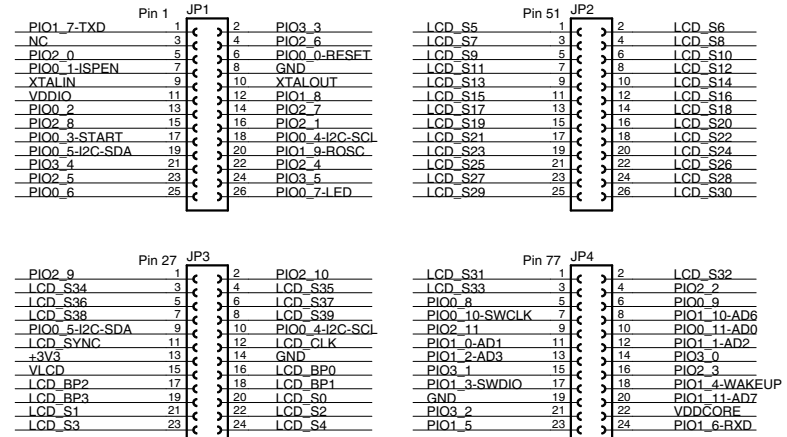 Pin 1 JP1
PIO1_7-TXD 1 2 PIO3_3
NC 3 4 PIO2_6
PIO2_0 5 6 PIO0_0-RESET
PIO0_1-ISPEN 7 8 GND
XTALIN 9 10 XTALOUT
VDDIO 11 12 PIO1_8
PIO0_2 13 14 PIO2_7
PIO2_8 15 16 PIO2_1
PIO0_3-START 17 18 PIO0_4-I2C-SCL
PIO0_5-I2C-SDA 19 20 PIO1_9-ROSC
PIO3_4 21 22 PIO2_4
PIO2_5 23 24 PIO3_5
PIO0_6 25 26 PIO0_7-LED
Pin 51 JP2
LCD_S5 1 2 LCD_S6
LCD_S7 3 4 LCD_S8
LCD_S9 5 6 LCD_S10
LCD_S11 7 8 LCD_S12
LCD_S13 9 10 LCD_S14
LCD_S15 11 12 LCD_S16
LCD_S17 13 14 LCD_S18
LCD_S19 15 16 LCD_S20
LCD_S21 17 18 LCD_S22
LCD_S23 19 20 LCD_S24
LCD_S25 21 22 LCD_S26
LCD_S27 23 24 LCD_S28
LCD_S29 25 26 LCD_S30
Pin 27 JP3
PIO2_9 1 2 PIO2_10
LCD_S34 3 4 LCD_S35
LCD_S36 5 6 LCD_S37
LCD_S38 7 8 LCD_S39
PIO0_5-I2C-SDA 9 10 PIO0_4-I2C-SCL
LCD_SYNC 11 12 LCD_CLK
+3V3 13 14 GND
VLCD 15 16 LCD_BP0
LCD_BP2 17 18 LCD_BP1
LCD_BP3 19 20 LCD_S0
LCD_S1 21 22 LCD_S2
LCD_S3 23 24 LCD_S4
Pin 77 JP4
LCD_S31 1 2 LCD_S32
LCD_S33 3 4 PIO2_2
PIO0_8 5 6 PIO0_9
PIO0_10-SWCLK 7 8 PIO1_10-AD6
PIO2_11 9 10 PIO0_11-AD0
PIO1_0-AD1 11 12 PIO1_1-AD2
PIO1_2-AD3 13 14 PIO3_0
PIO3_1 15 16 PIO2_3
PIO1_3-SWDIO 17 18 PIO1_4-WAKEUP
GND 19 20 PIO1_11-AD7
PIO3_2 21 22 VDDCORE
PIO1_5 23 24 PIO1_6-RXD